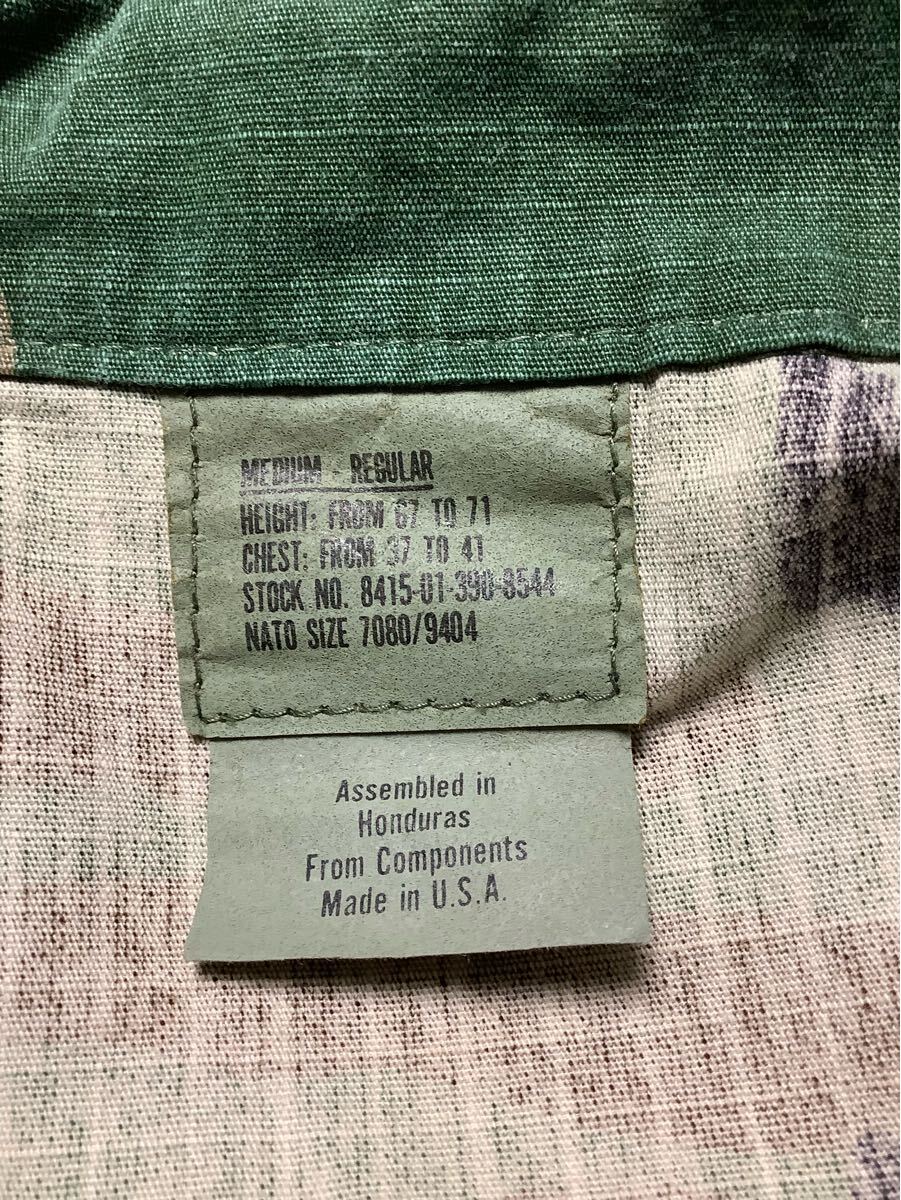 MEDIUM - REGULAR
HEIGHT: FROM 67 TO 71
CHEST: FROM 37 TO 41
STOCK NO. 8415-01-390-8544
NATO SIZE 7080/9404
Assembled in
Honduras
From Components
Made in U.S.A.